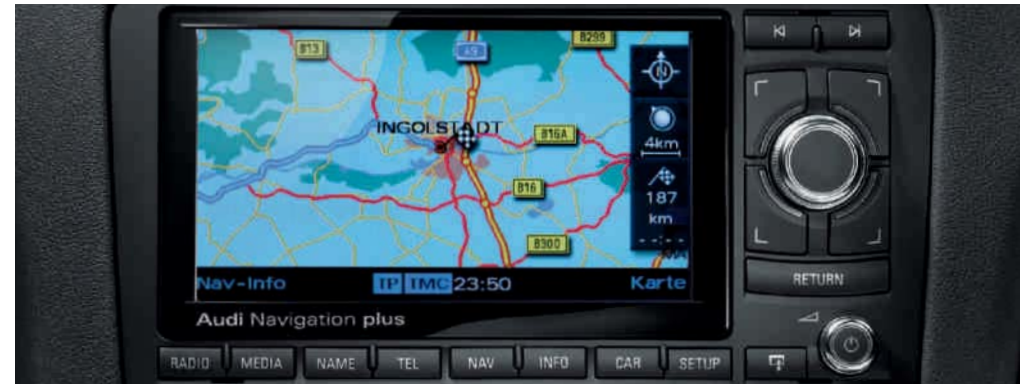 B13
A9
B299
N
INGOLSTADT
B16A
4km
B16
187
km
B300
--:--
Nav-Info
TP TMC 23:50
Karte
RETURN
Audi Navigation plus
RADIO MEDIA NAME TEL NAV INFO CAR SETUP